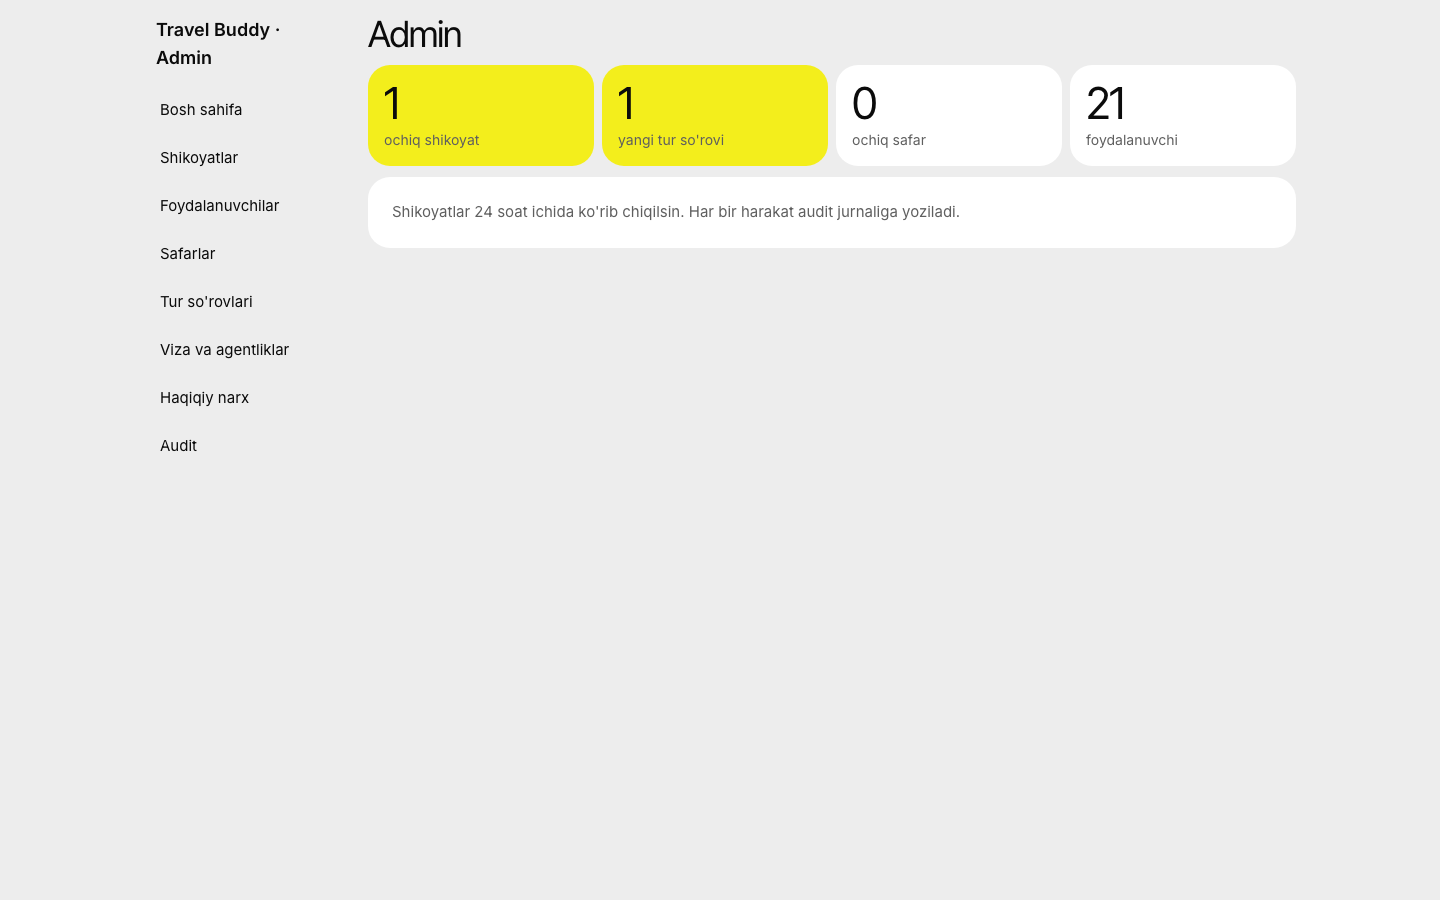 Travel Buddy ·
Admin
Bosh sahifa
Shikoyatlar
Foydalanuvchilar
Safarlar
Tur so'rovlari
Viza va agentliklar
Haqiqiy narx
Audit
Admin
1
ochiq shikoyat
1
yangi tur so'rovi
0
ochiq safar
21
foydalanuvchi
Shikoyatlar 24 soat ichida ko'rib chiqilsin. Har bir harakat audit jurnaliga yoziladi.